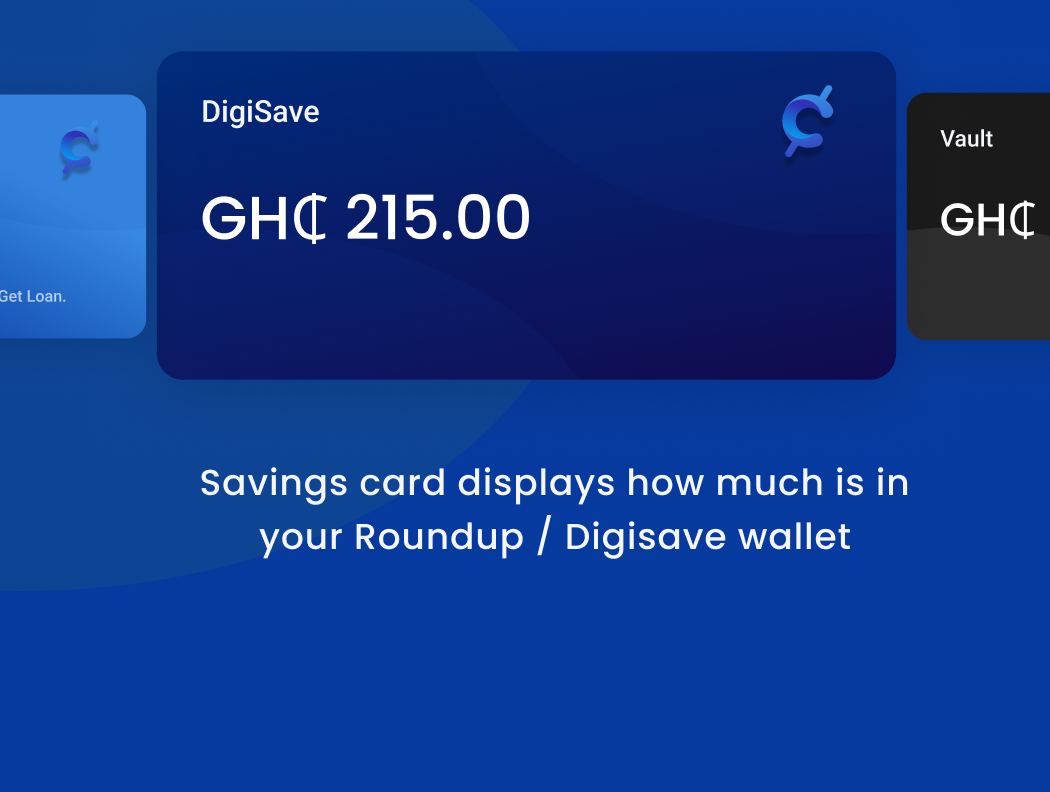 DigiSave
GH₵ 215.00
Get Loan.
Vault
GH₵
Savings card displays how much is in
your Roundup / Digisave wallet